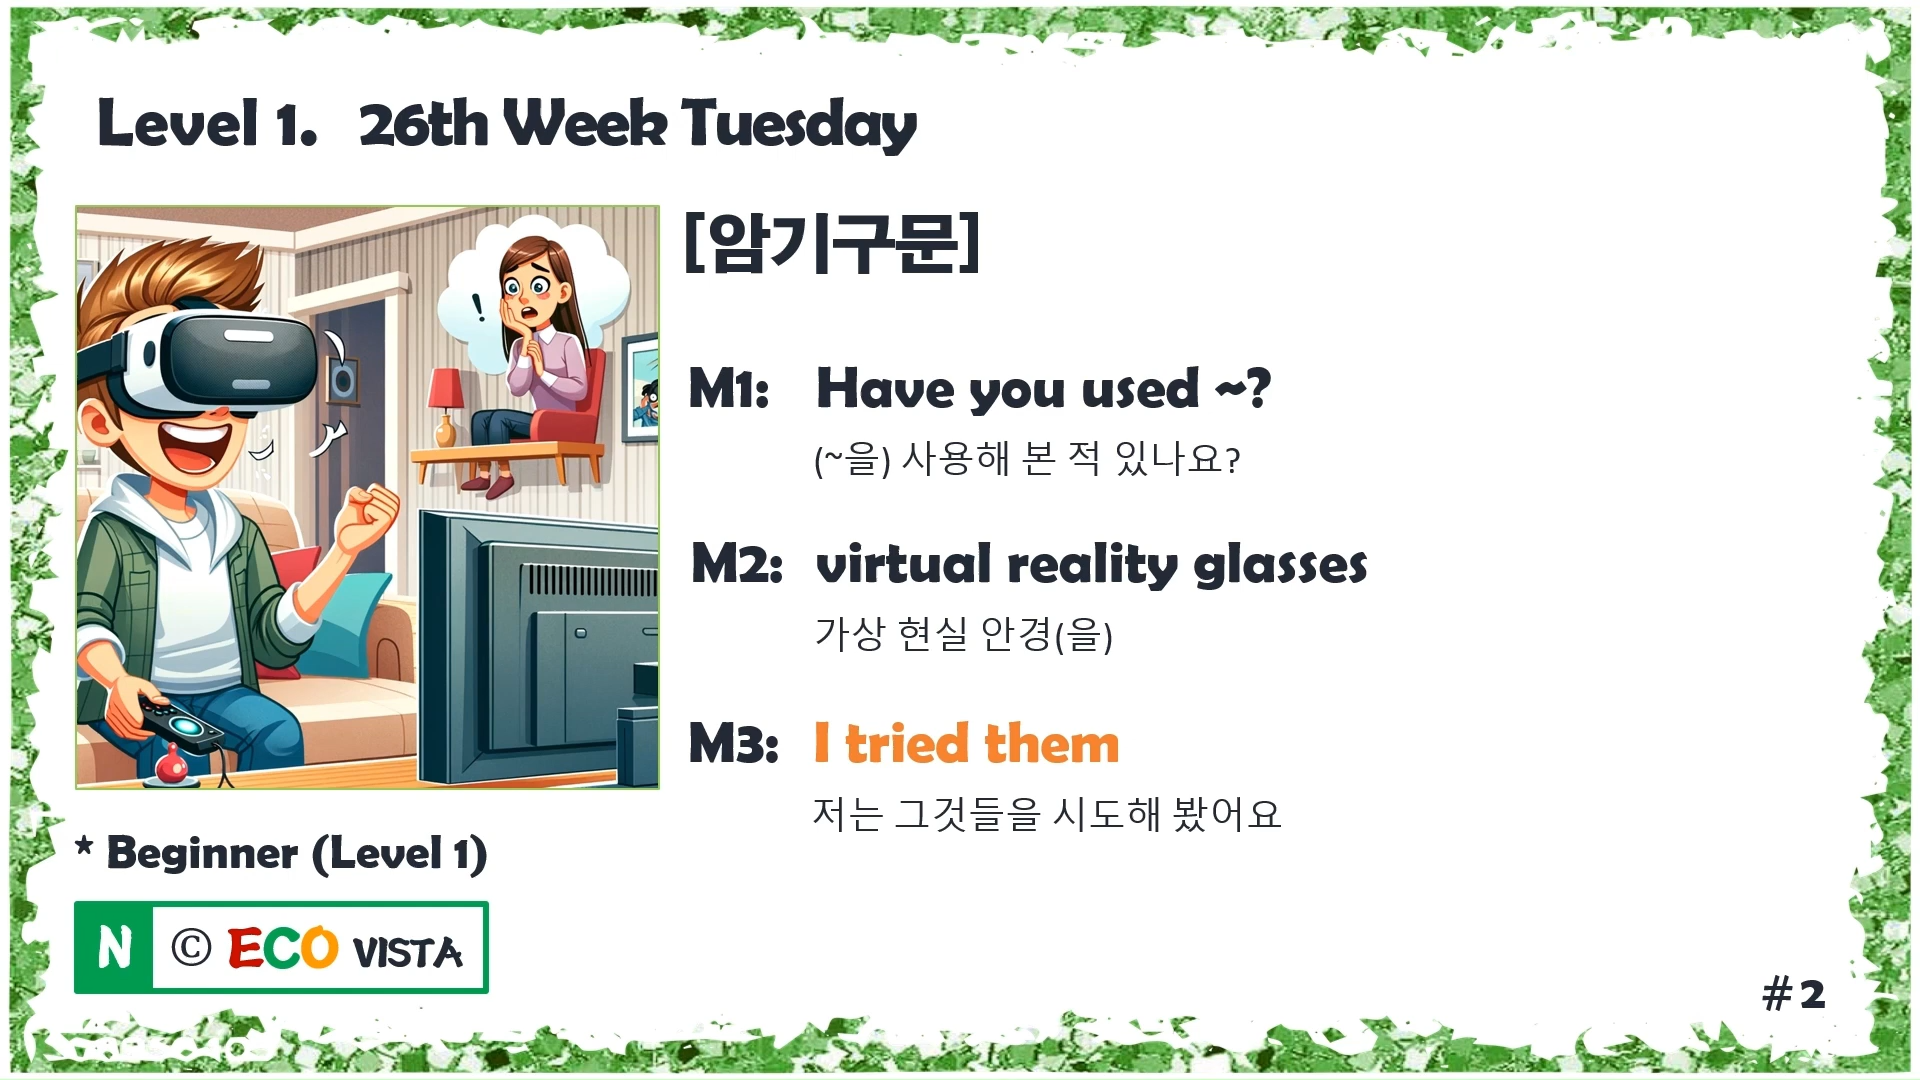 Level 1. 26th Week Tuesday
[암기구문]
M1: Have you used ~?
(~을) 사용해 본 적 있나요?
M2: virtual reality glasses
가상 현실 안경(을)
M3: I tried them
저는 그것들을 시도해 봤어요
* Beginner (Level 1)
N © ECO VISTA
#2